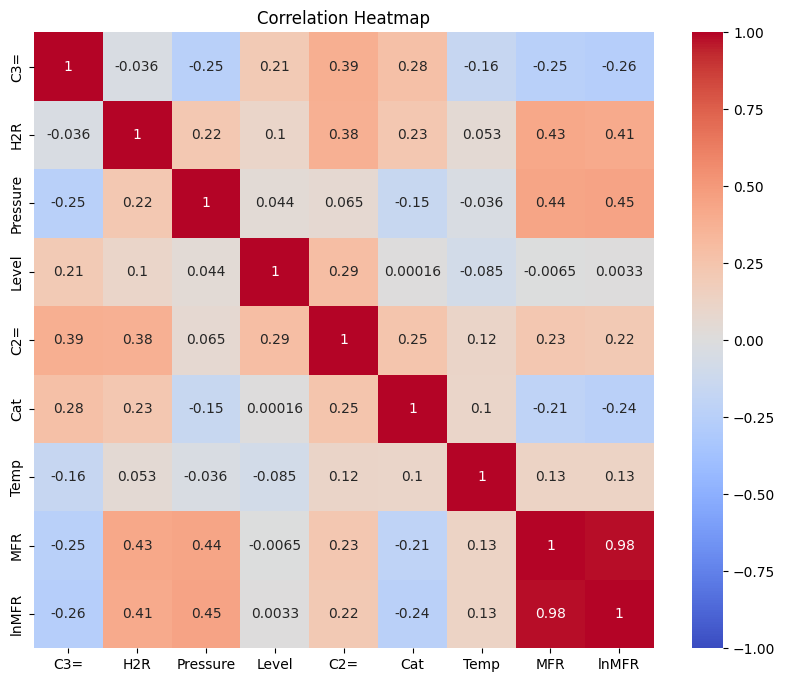 Correlation Heatmap
C3= 1 -0.036 -0.25 0.21 0.39 0.28 -0.16 -0.25 -0.26
H2R -0.036 1 0.22 0.1 0.38 0.23 0.053 0.43 0.41
Pressure -0.25 0.22 1 0.044 0.065 -0.15 -0.036 0.44 0.45
Level 0.21 0.1 0.044 1 0.29 0.00016 -0.085 -0.0065 0.0033
C2= 0.39 0.38 0.065 0.29 1 0.25 0.12 0.23 0.22
Cat 0.28 0.23 -0.15 0.00016 0.25 1 0.1 -0.21 -0.24
Temp -0.16 0.053 -0.036 -0.085 0.12 0.1 1 0.13 0.13
MFR -0.25 0.43 0.44 -0.0065 0.23 -0.21 0.13 1 0.98
lnMFR -0.26 0.41 0.45 0.0033 0.22 -0.24 0.13 0.98 1
C3= H2R Pressure Level C2= Cat Temp MFR lnMFR
1.00
0.75
0.50
0.25
0.00
−0.25
−0.50
−0.75
−1.00